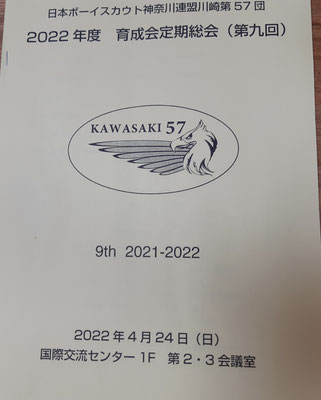 日本ボーイスカウト神奈川連盟川崎第57団
2022年度　育成会定期総会（第九回）
KAWASAKI 57
9th 2021-2022
2022年4月24日（日）
国際交流センター1F　第2・3会議室